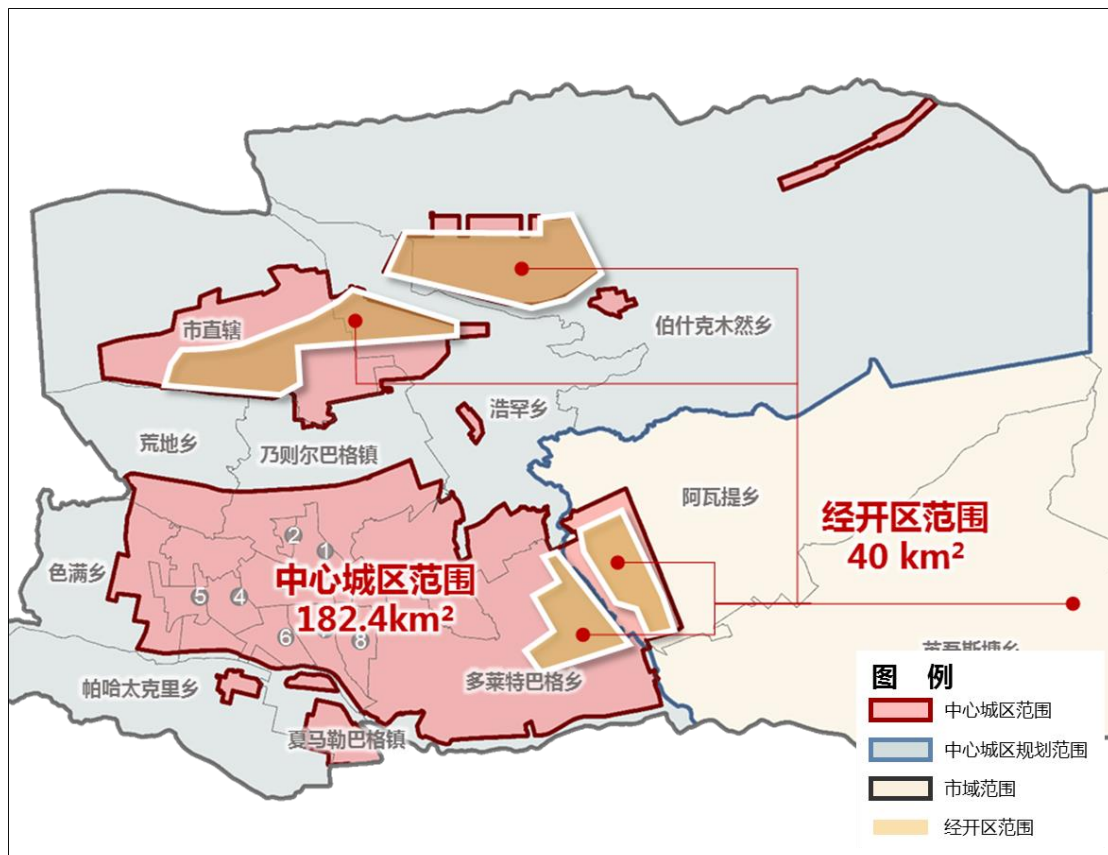 市直辖
伯什克木然乡
浩罕乡
荒地乡
乃则尔巴格镇
阿瓦提乡
经开区范围
40 km²
色满乡
2
1
中心城区范围
182.4km²
5
4
6
8
多莱特巴格乡
帕哈太克里乡
夏马勒巴格镇
图 例
中心城区范围
中心城区规划范围
市域范围
经开区范围